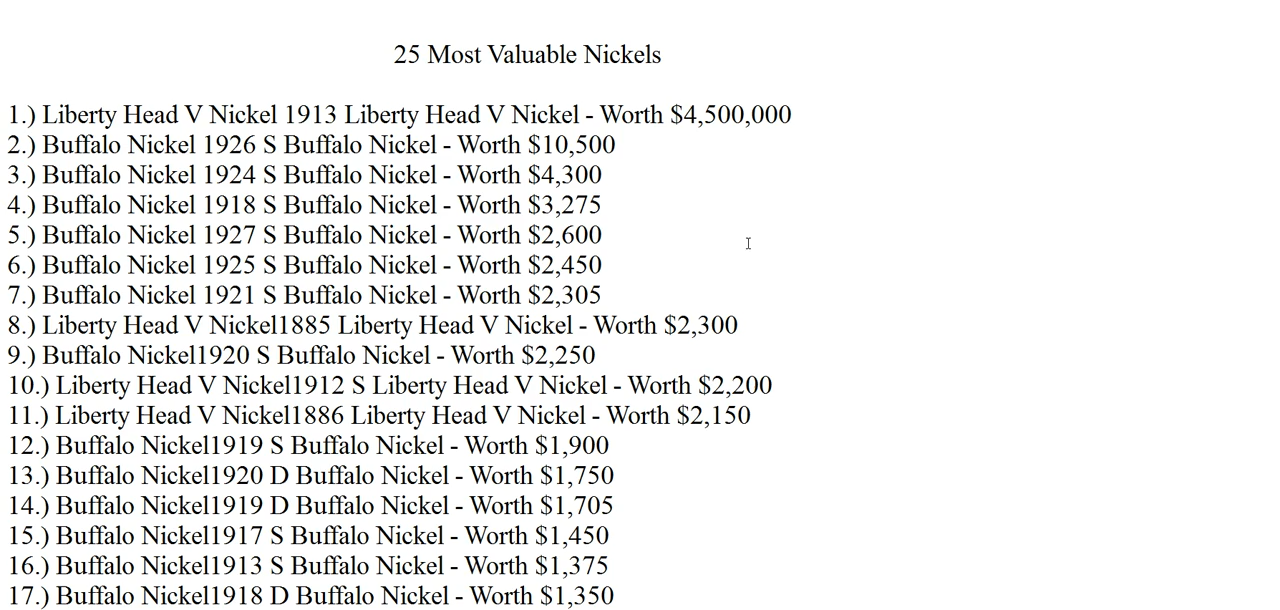 25 Most Valuable Nickels
1.) Liberty Head V Nickel 1913 Liberty Head V Nickel - Worth $4,500,000
2.) Buffalo Nickel 1926 S Buffalo Nickel - Worth $10,500
3.) Buffalo Nickel 1924 S Buffalo Nickel - Worth $4,300
4.) Buffalo Nickel 1918 S Buffalo Nickel - Worth $3,275
5.) Buffalo Nickel 1927 S Buffalo Nickel - Worth $2,600
6.) Buffalo Nickel 1925 S Buffalo Nickel - Worth $2,450
7.) Buffalo Nickel 1921 S Buffalo Nickel - Worth $2,305
8.) Liberty Head V Nickel1885 Liberty Head V Nickel - Worth $2,300
9.) Buffalo Nickel1920 S Buffalo Nickel - Worth $2,250
10.) Liberty Head V Nickel1912 S Liberty Head V Nickel - Worth $2,200
11.) Liberty Head V Nickel1886 Liberty Head V Nickel - Worth $2,150
12.) Buffalo Nickel1919 S Buffalo Nickel - Worth $1,900
13.) Buffalo Nickel1920 D Buffalo Nickel - Worth $1,750
14.) Buffalo Nickel1919 D Buffalo Nickel - Worth $1,705
15.) Buffalo Nickel1917 S Buffalo Nickel - Worth $1,450
16.) Buffalo Nickel1913 S Buffalo Nickel - Worth $1,375
17.) Buffalo Nickel1918 D Buffalo Nickel - Worth $1,350